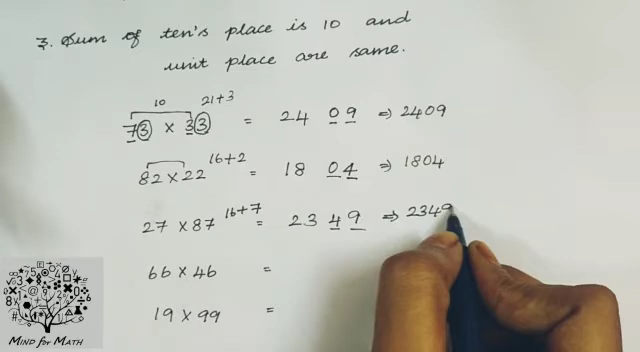 3. Sum of ten's place is 10 and
unit place are same.
10 21+3
73 × 33 = 24 09 ⇒ 2409
16+2
82 × 22 = 18 04 ⇒ 1804
16+7
27 × 87 = 23 49 ⇒ 2349
66 × 46 =
19 × 99 =
MIND for MATH